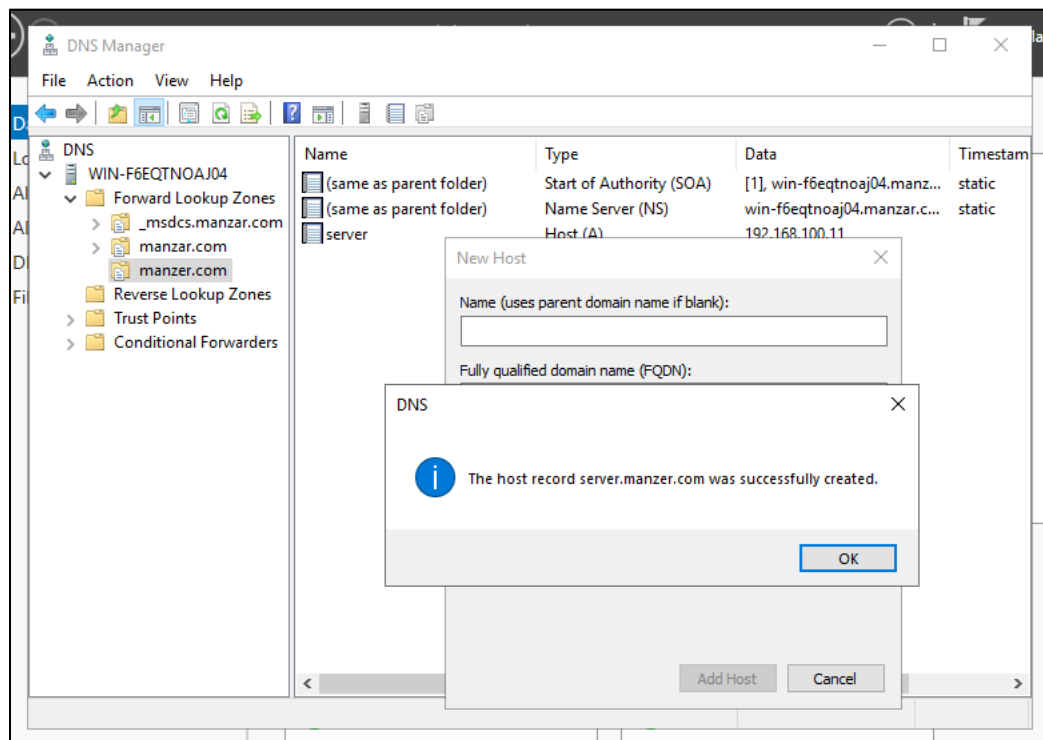 DNS Manager
File Action View Help
DNS
WIN-F6EQTNOAJ04
Forward Lookup Zones
_msdcs.manzar.com
manzar.com
manzer.com
Reverse Lookup Zones
Trust Points
Conditional Forwarders
Name Type Data Timestam
(same as parent folder) Start of Authority (SOA) [1], win-f6eqtnoaj04.manz... static
(same as parent folder) Name Server (NS) win-f6eqtnoaj04.manzar.c... static
server Host (A) 192.168.100.11
New Host
Name (uses parent domain name if blank):
Fully qualified domain name (FQDN):
DNS
The host record server.manzer.com was successfully created.
OK
Add Host Cancel